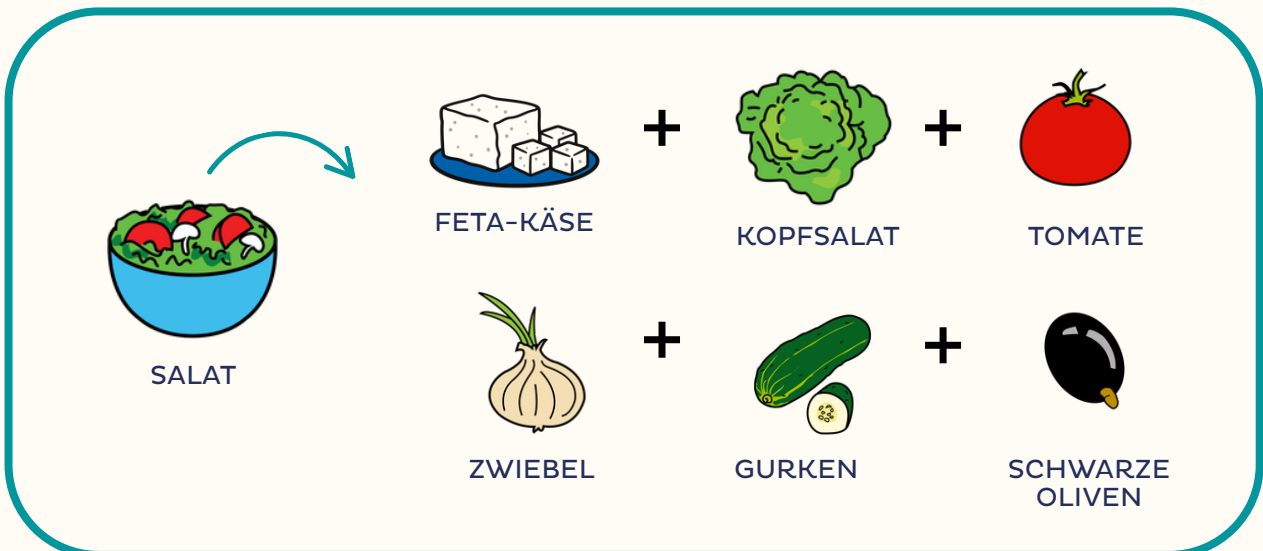 FETA-KÄSE
KOPFSALAT
TOMATE
SALAT
ZWIEBEL
GURKEN
SCHWARZE
OLIVEN